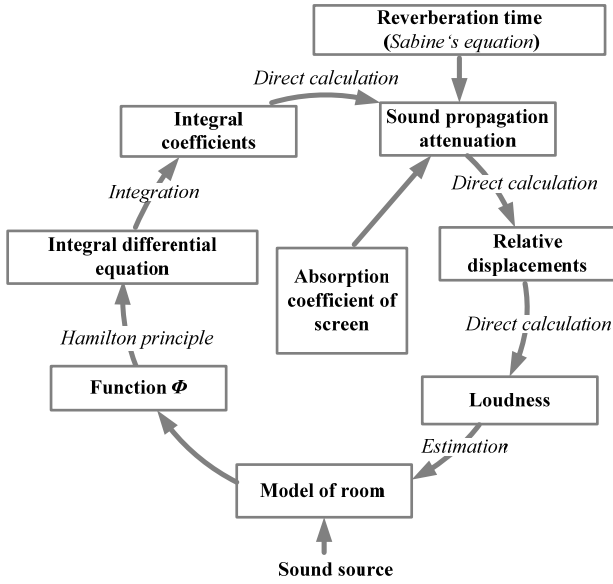 Reverberation time
(Sabine‘s equation)
Direct calculation
Integral
coefficients
Sound propagation
attenuation
Integration
Direct calculation
Integral differential
equation
Absorption
coefficient of
screen
Relative
displacements
Hamilton principle
Direct calculation
Function Φ
Loudness
Estimation
Model of room
Sound source